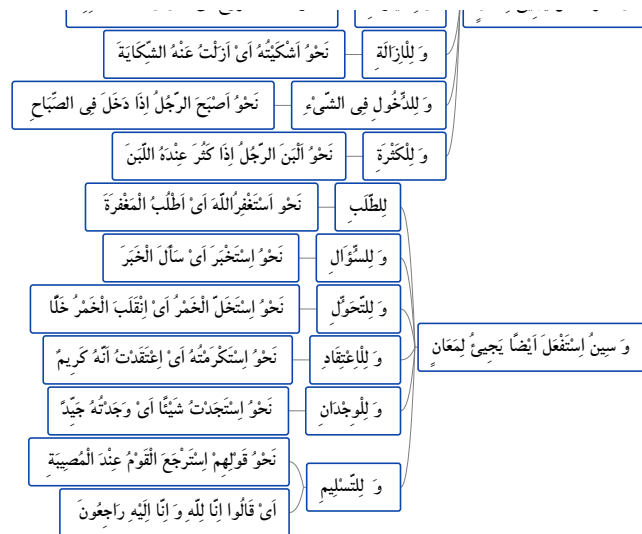 وَ لِلْاِزَالَةِ
نَحْوُ اَشْكَيْتُهُ اَىْ اَزَلْتُ عَنْهُ الشِّكَايَةَ
وَ لِلدُّخُولِ فِى الشَّىْءِ
نَحْوُ اَصْبَحَ الرَّجُلُ اِذَا دَخَلَ فِى الصَّبَاحِ
وَ لِلْكَثْرَةِ
نَحْوُ اَلْبَنَ الرَّجُلُ اِذَا كَثُرَ عِنْدَهُ اللَّبَنَ
وَ سِينُ اِسْتَفْعَلَ اَيْضًا يَجِيئُ لِمَعَانٍ
لِلطَّلَبِ
نَحْو اَسْتَغْفِرُاللّٰهَ اَىْ اَطْلُبُ الْمَغْفِرَةَ
وَ لِلسُّؤَالِ
نَحْوُ اِسْتَخْبَرَ اَىْ سَأَلَ الْخَبَرَ
وَ لِلتَّحَوُّلِ
نَحْوُ اِسْتَخَلَّ الْخَمْرُ اَىْ اِنْقَلَبَ الْخَمْرُ خَلًّا
وَ لِلْاِعْتِقَادِ
نَحْوُ اِسْتَكْرَمْتُهُ اَىْ اِعْتَقَدْتُ اَنَّهُ كَرِيمٌ
وَ لِلْوِجْدَانِ
نَحْوُ اِسْتَجَدْتُ شَيْئًا اَىْ وَجَدْتُهُ جَيِّدً
وَ لِلتَّسْلِيمِ
نَحْوُ قَوْلِهِمْ اِسْتَرْجَعَ الْقَوْمُ عِنْدَ الْمُصِيبَةِ
اَىْ قَالُوا اِنَّا لِلّٰهِ وَ اِنَّا اِلَيْهِ رَاجِعُونَ